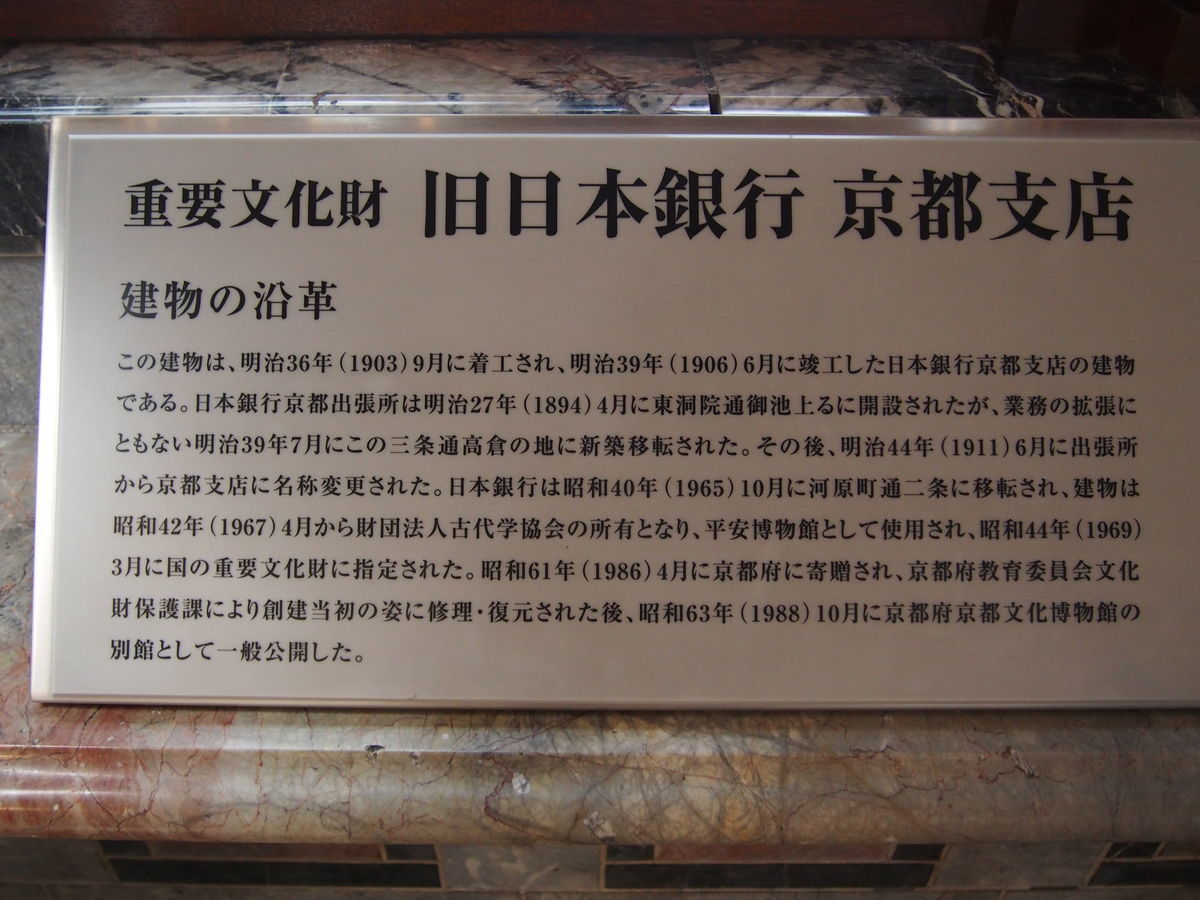 重要文化財 旧日本銀行 京都支店
建物の沿革
この建物は、明治36年(1903)9月に着工され、明治39年(1906)6月に竣工した日本銀行京都支店の建物
である。日本銀行京都出張所は明治27年(1894)4月に東洞院通御池上るに開設されたが、業務の拡張に
ともない明治39年7月にこの三条通高倉の地に新築移転された。その後、明治44年(1911)6月に出張所
から京都支店に名称変更された。日本銀行は昭和40年(1965)10月に河原町通二条に移転され、建物は
昭和42年(1967)4月から財団法人古代学協会の所有となり、平安博物館として使用され、昭和44年(1969)
3月に国の重要文化財に指定された。昭和61年(1986)4月に京都府に寄贈され、京都府教育委員会文化
財保護課により創建当初の姿に修理・復元された後、昭和63年(1988)10月に京都府京都文化博物館の
別館として一般公開した。